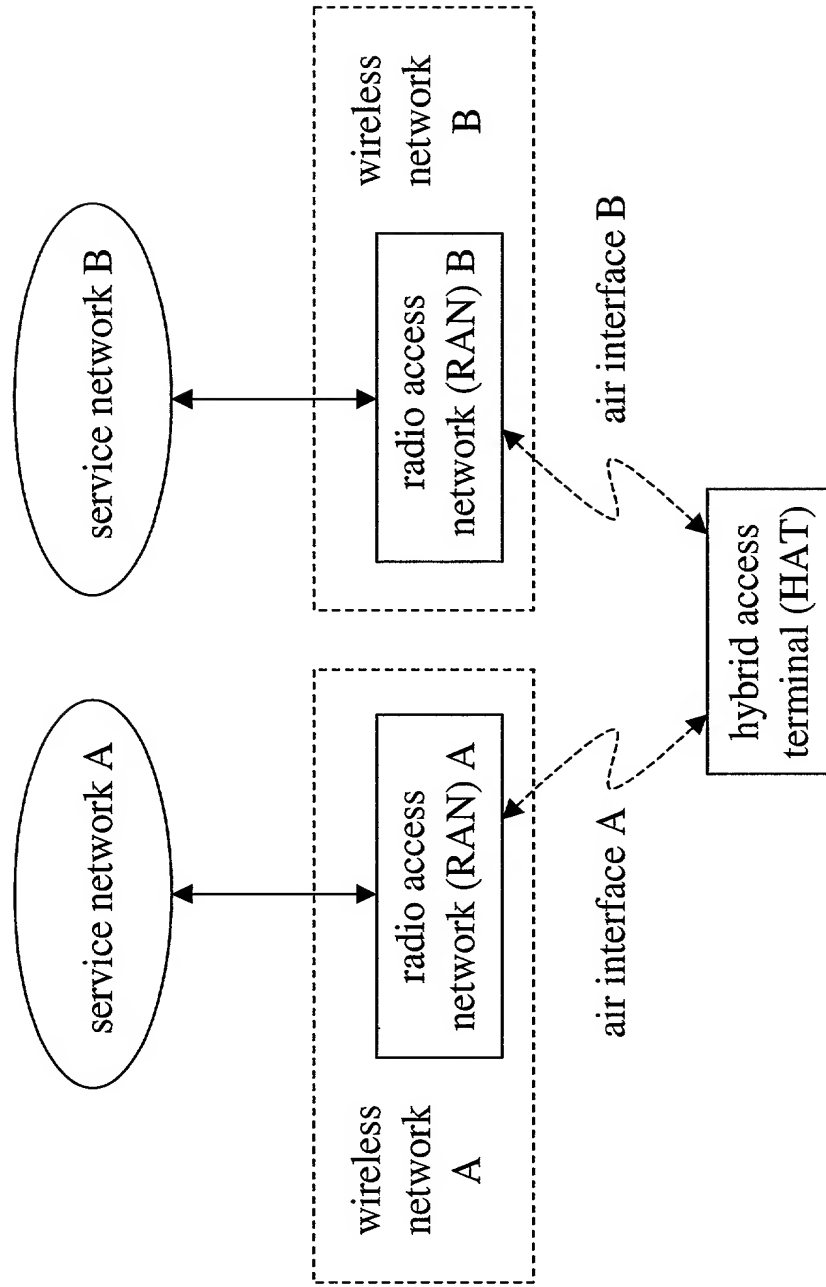 service network A
service network B
wireless
network
A
radio access
network (RAN) A
radio access
network (RAN) B
wireless
network
B
air interface A
air interface B
hybrid access
terminal (HAT)